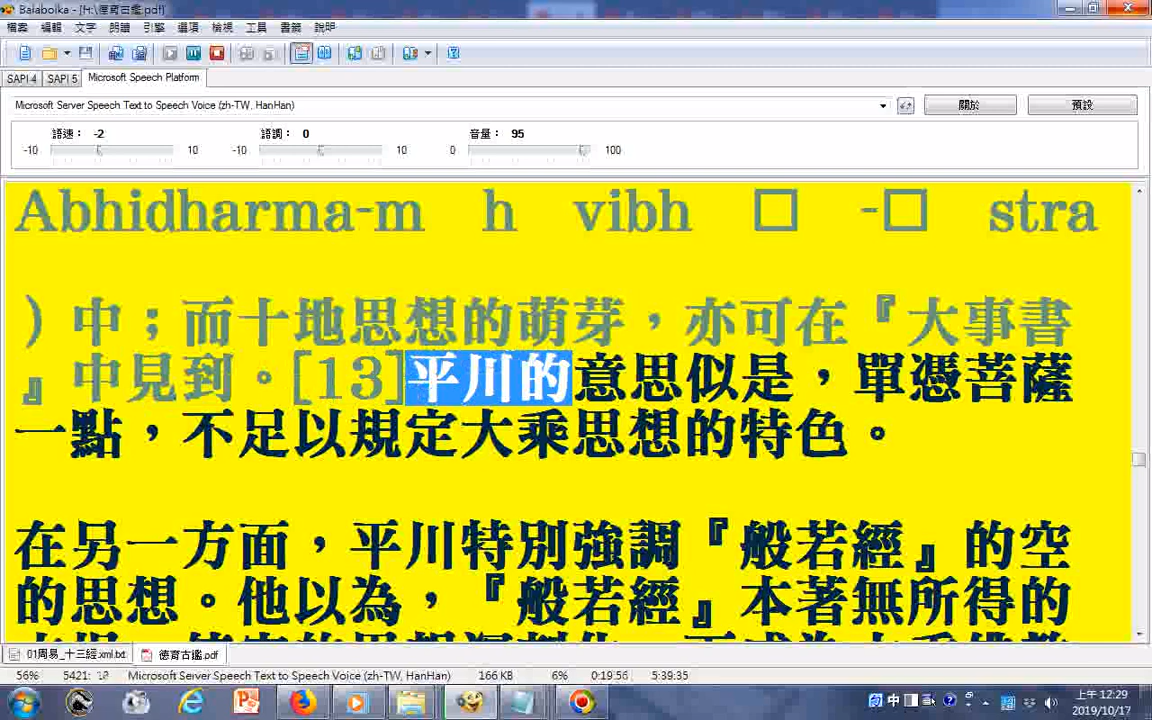 Balabolka - [H:\德育古鑑.pdf]
檔案 編輯 文字 朗讀 引擎 選項 檢視 工具 書籤 說明
SAPI 4 SAPI 5 Microsoft Speech Platform
Microsoft Server Speech Text to Speech Voice (zh-TW, HanHan) 關於 預設
語速： -2 語調： 0 音量： 95
-10 10 -10 10 0 100
Abhidharma-m h vibh □ -□ stra
）中；而十地思想的萌芽，亦可在『大事書
』中見到。[13]平川的意思似是，單憑菩薩
一點，不足以規定大乘思想的特色。
在另一方面，平川特別強調『般若經』的空
的思想。他以為，『般若經』本著無所得的
01周易_十三經.xml.txt 德育古鑑.pdf
56% 5421: 18 Microsoft Server Speech Text to Speech Voice (zh-TW, HanHan) 166 KB 6% 0:19:56 5:39:35
中 上午 12:29
2019/10/17